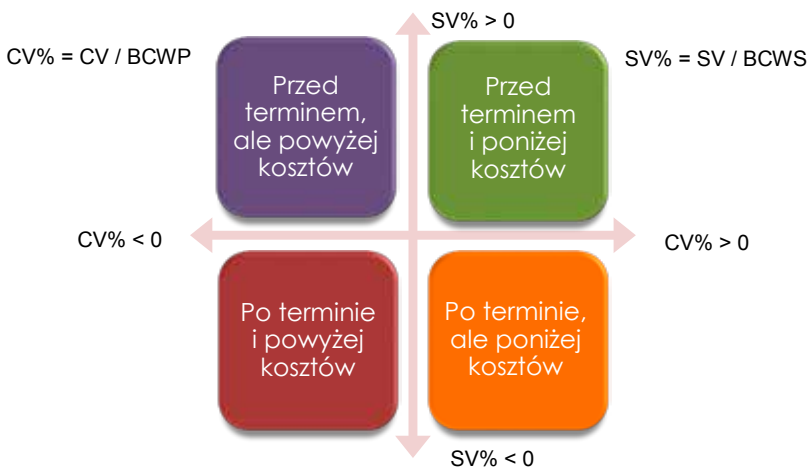 SV% > 0
CV% = CV / BCWP
SV% = SV / BCWS
Przed
terminem,
ale powyżej
kosztów
Przed
terminem
i poniżej
kosztów
CV% < 0
CV% > 0
Po terminie
i powyżej
kosztów
Po terminie,
ale poniżej
kosztów
SV% < 0